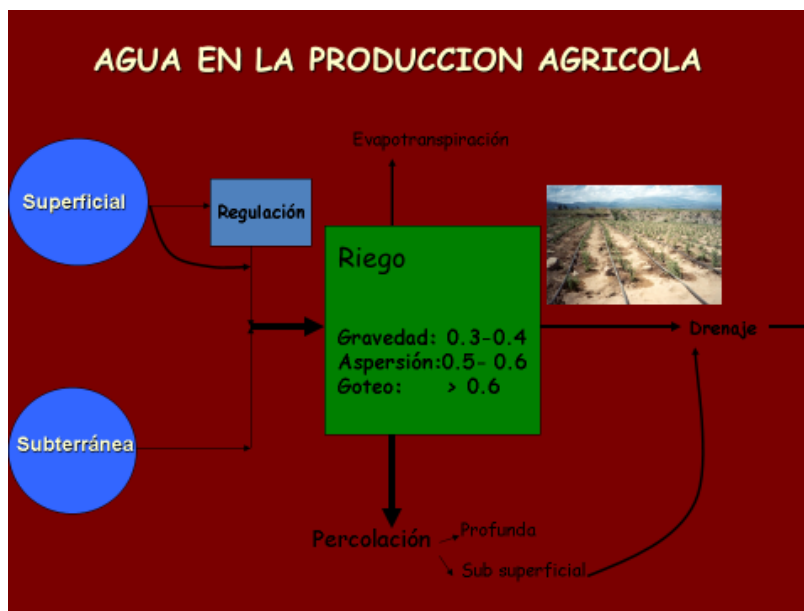 AGUA EN LA PRODUCCION AGRICOLA
Evapotranspiración
Superficial
Regulación
Riego
Gravedad: 0.3-0.4
Aspersión:0.5- 0.6
Goteo: > 0.6
Drenaje
Subterránea
Percolación
Profunda
Sub superficial